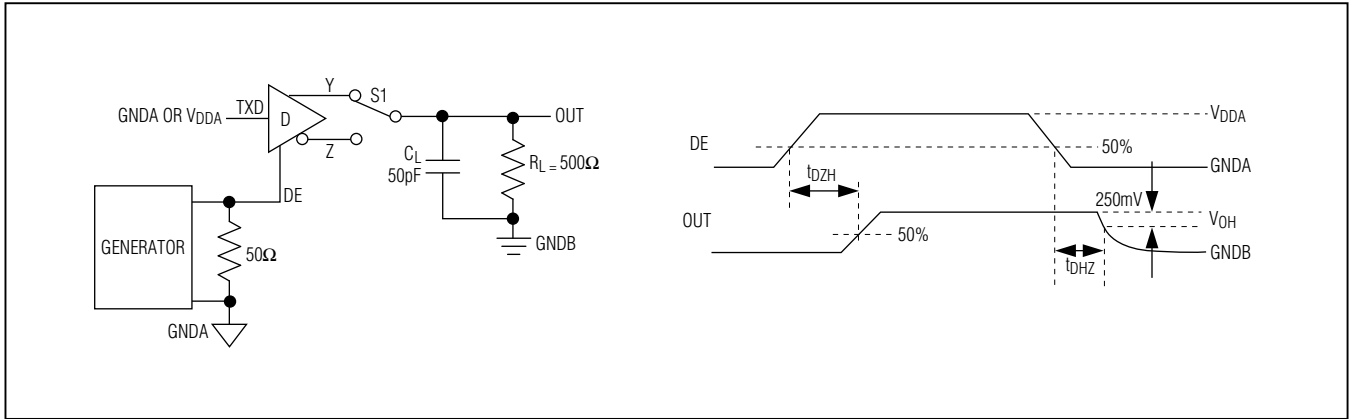 GNDA OR VDDA
TXD
D
Y
Z
S1
OUT
CL
50pF
RL = 500Ω
GNDB
DE
GENERATOR
50Ω
GNDA
DE
VDDA
50%
GNDA
tDZH
250mV
OUT
VOH
50%
GNDB
tDHZ